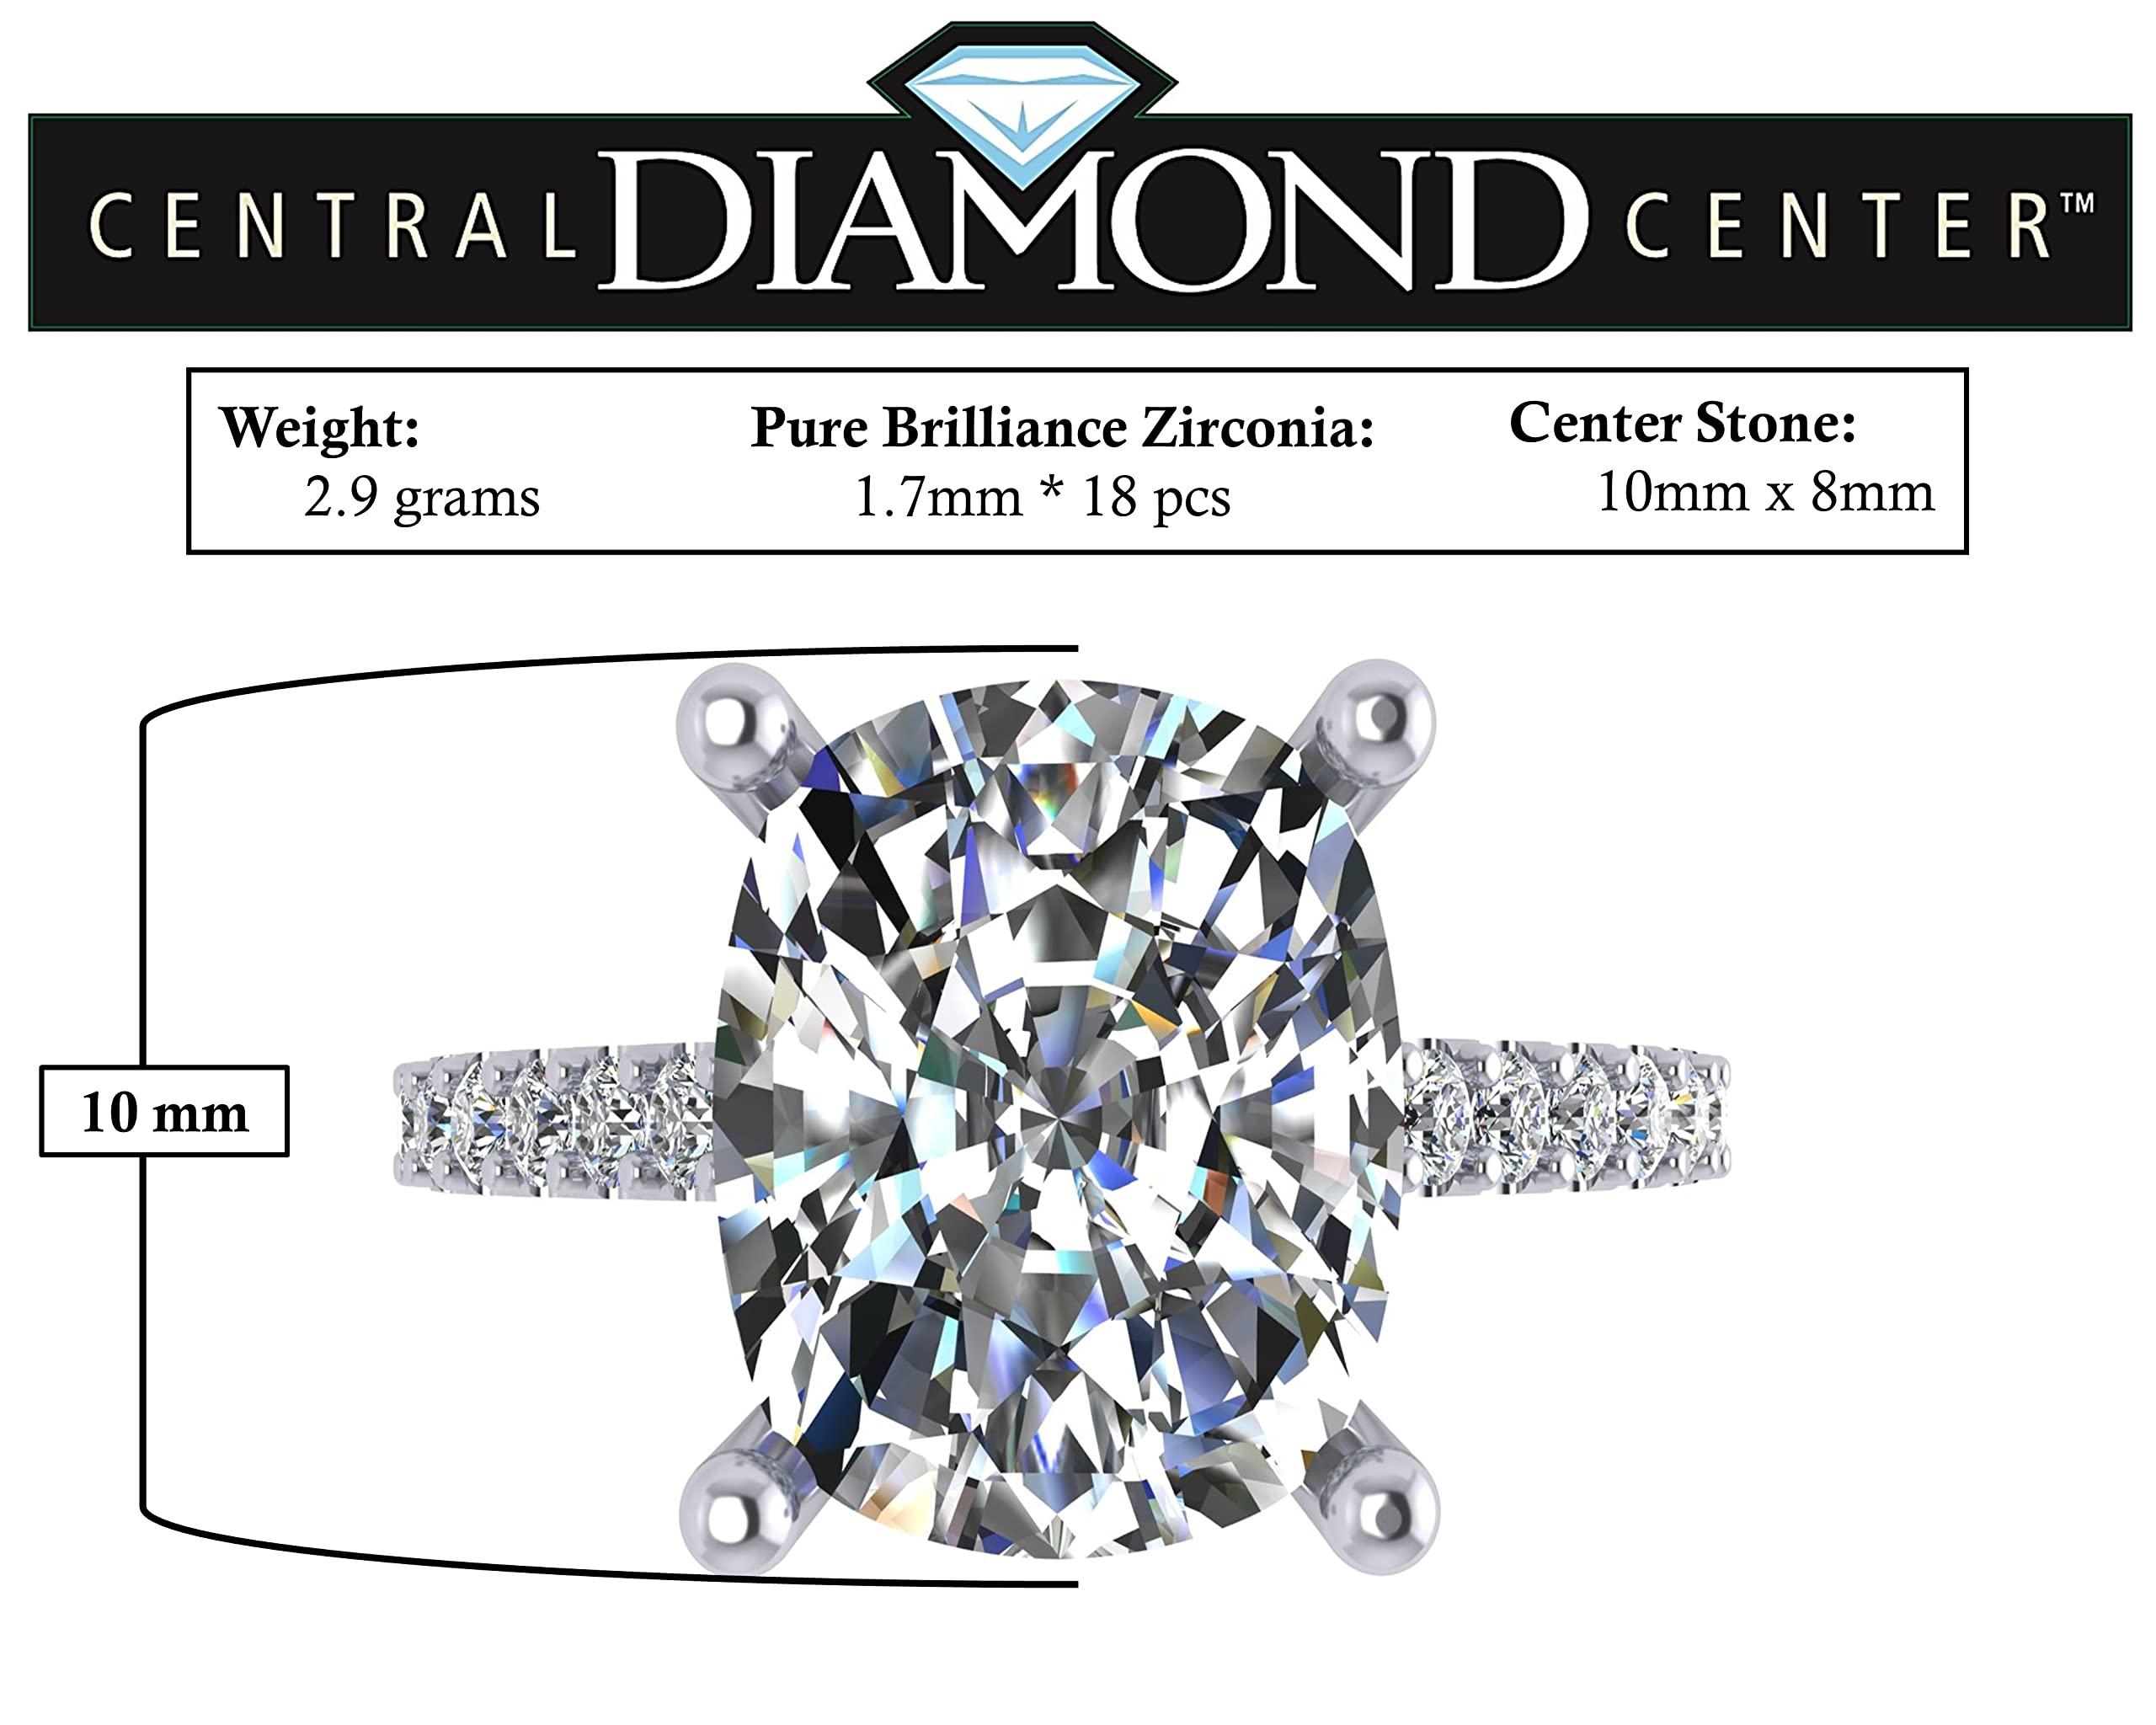 CENTRAL DIAMOND CENTER™
Weight: Pure Brilliance Zirconia: Center Stone:
2.9 grams 1.7mm * 18 pcs 10mm x 8mm
10 mm